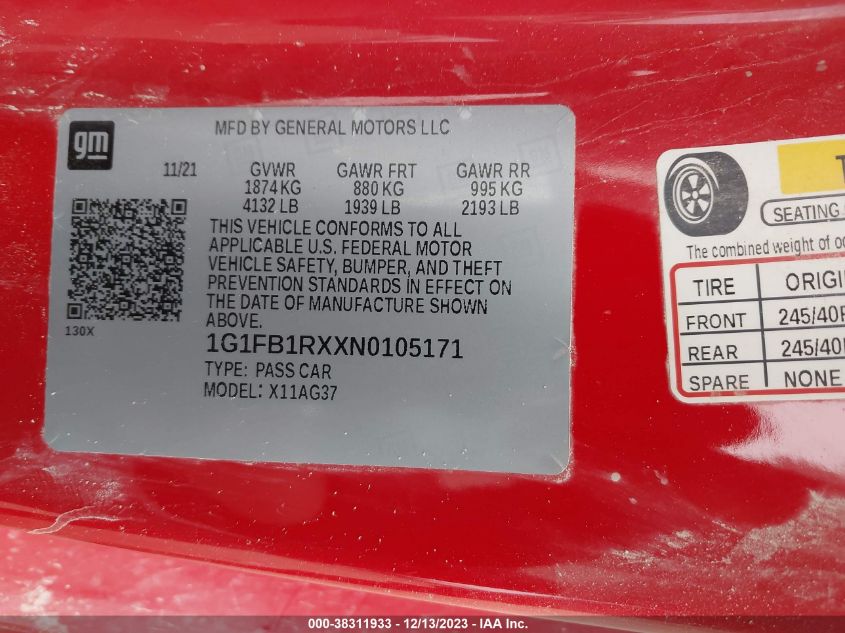 gm
MFD BY GENERAL MOTORS LLC
11/21 GVWR GAWR FRT GAWR RR
1874 KG 880 KG 995 KG
4132 LB 1939 LB 2193 LB
THIS VEHICLE CONFORMS TO ALL
APPLICABLE U.S. FEDERAL MOTOR
VEHICLE SAFETY, BUMPER, AND THEFT
PREVENTION STANDARDS IN EFFECT ON
THE DATE OF MANUFACTURE SHOWN
ABOVE.
130X
1G1FB1RXXN0105171
TYPE: PASS CAR
MODEL: X11AG37
SEATING
The combined weight of
TIRE
FRONT 245/40
REAR 245/40
SPARE NONE
000-38311933 - 12/13/2023 - IAA Inc.